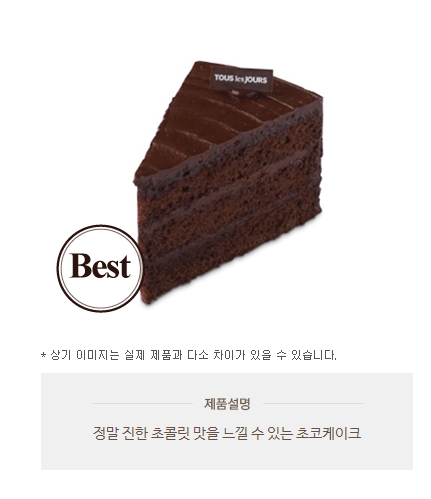 TOUS les JOURS
Best
* 상기 이미지는 실제 제품과 다소 차이가 있을 수 있습니다.
제품설명
정말 진한 초콜릿 맛을 느낄 수 있는 초코케이크